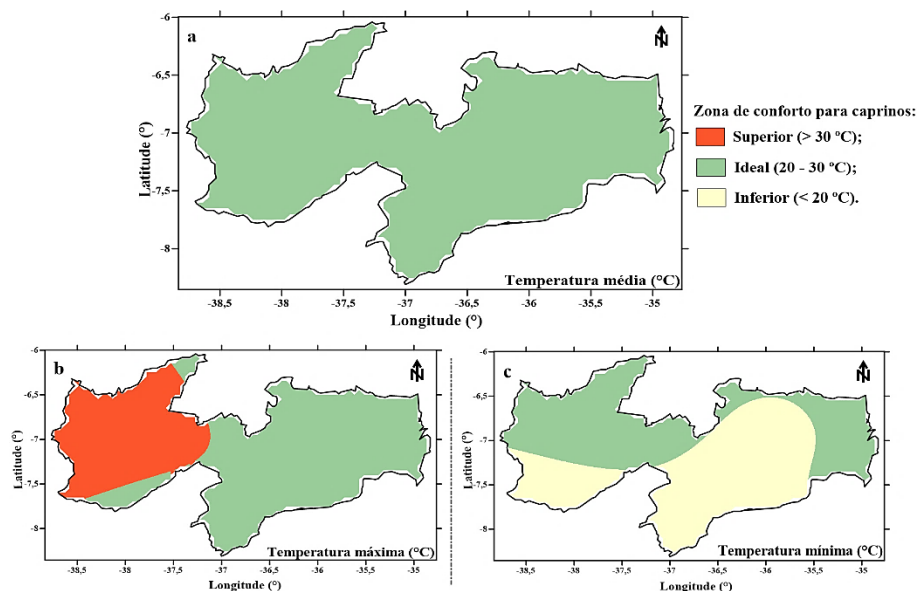 -6
a
N
-6,5
Zona de conforto para caprinos:
Superior (> 30 ºC);
-7
Latitude (°)
Ideal (20 - 30 ºC);
-7,5
Inferior (< 20 ºC).
-8
Temperatura média (°C)
-38,5 -38 -37,5 -37 -36,5 -36 -35,5 -35
Longitude (°)
-6
b
N
-6,5
-7
Latitude (°)
-7,5
-8
Temperatura máxima (°C)
-38,5 -38 -37,5 -37 -36,5 -36 -35,5 -35
Longitude (°)
-6
c
N
-6,5
-7
Latitude (°)
-7,5
-8
Temperatura mínima (°C)
-38,5 -38 -37,5 -37 -36,5 -36 -35,5 -35
Longitude (°)